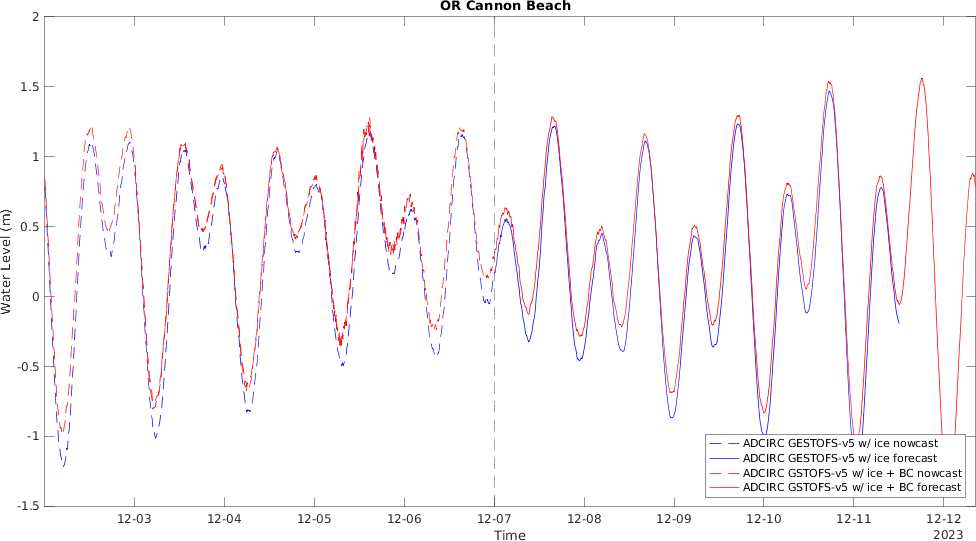 OR Cannon Beach
2
1.5
1
0.5
0
-0.5
-1
-1.5
Water Level (m)
ADCIRC GESTOFS-v5 w/ ice nowcast
ADCIRC GESTOFS-v5 w/ ice forecast
ADCIRC GSTOFS-v5 w/ ice + BC nowcast
ADCIRC GSTOFS-v5 w/ ice + BC forecast
12-03 12-04 12-05 12-06 12-07 12-08 12-09 12-10 12-11 12-12
Time 2023